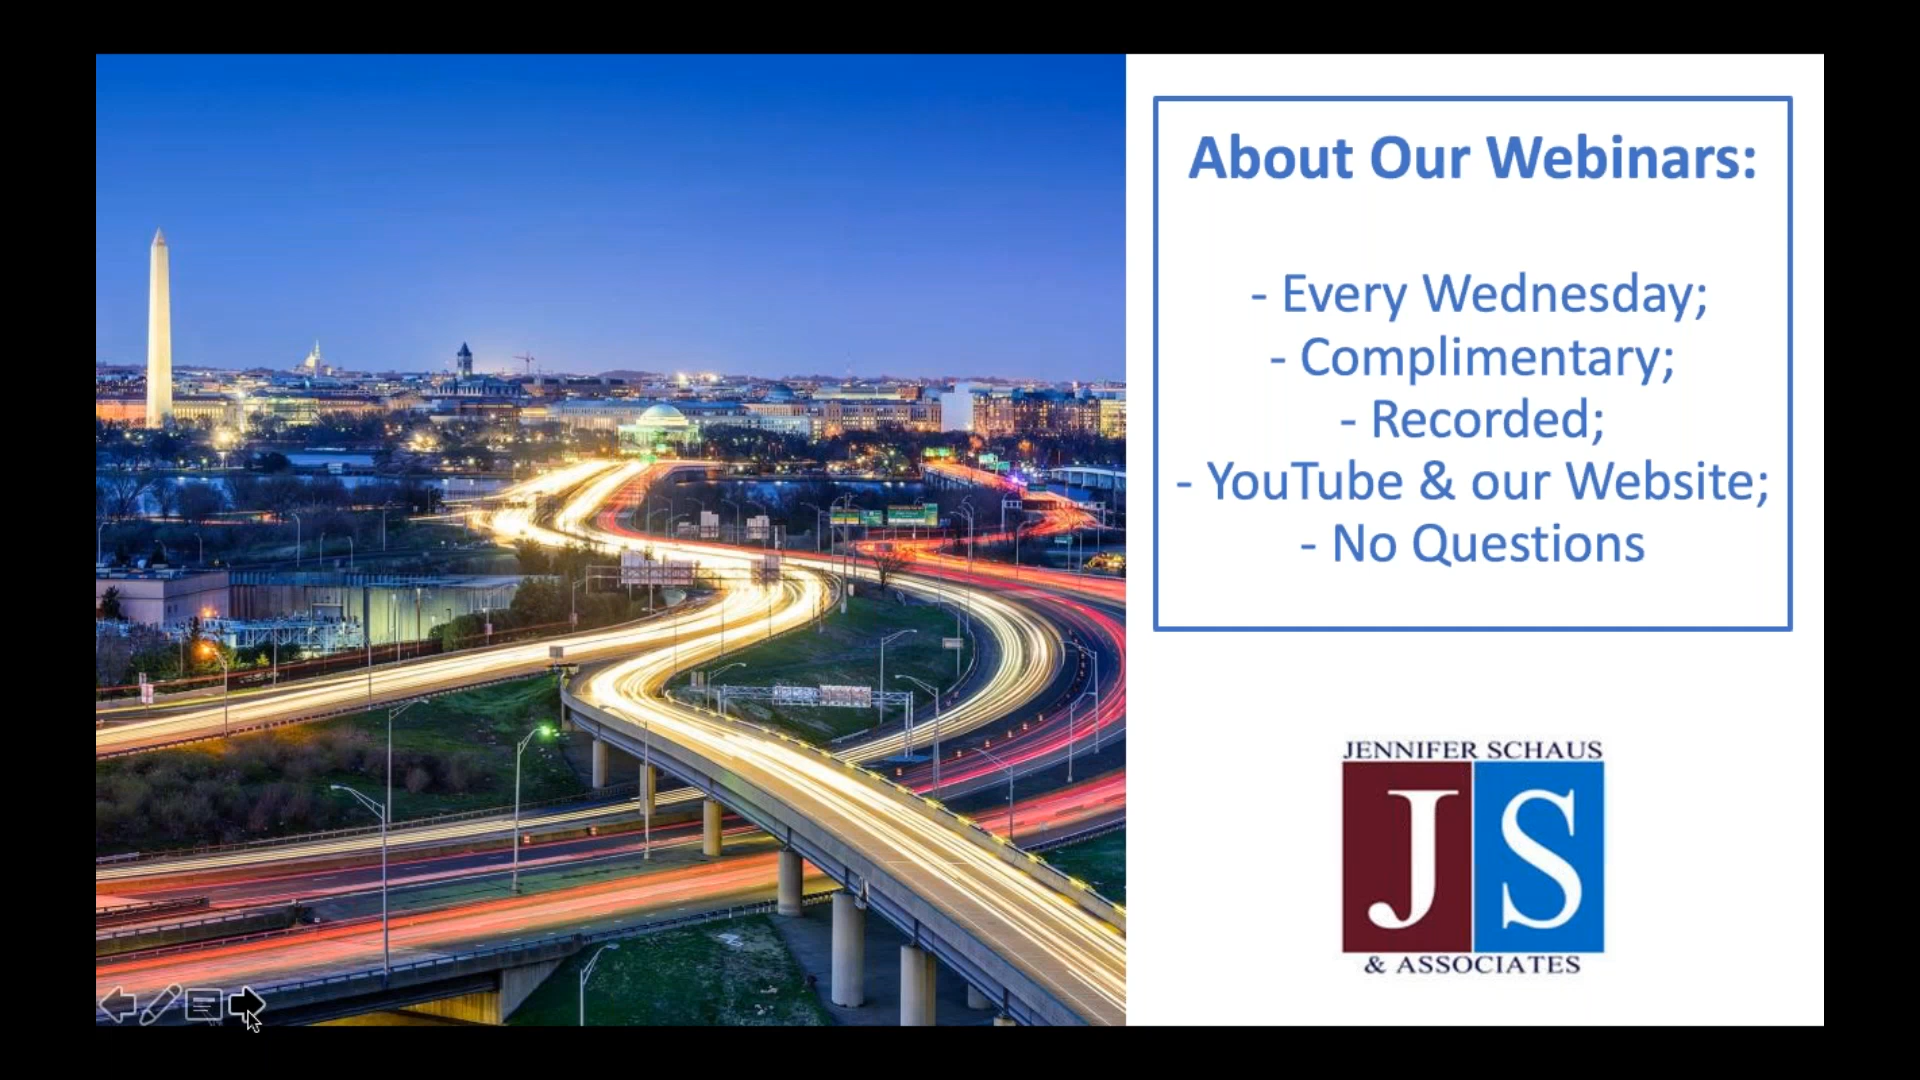 About Our Webinars:
- Every Wednesday;
- Complimentary;
- Recorded;
- YouTube & our Website;
- No Questions
JENNIFER SCHAUS
JS
& ASSOCIATES